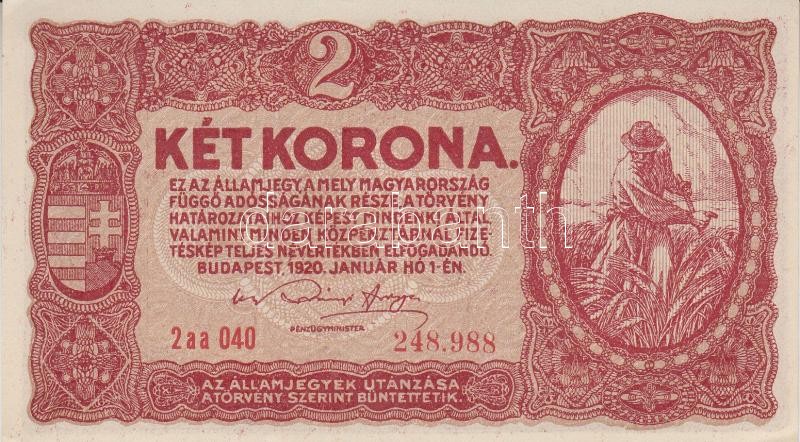 2
KÉT KORONA.
EZ AZ ÁLLAMJEGY, A MELY MAGYARORSZÁG
FÜGGŐ ADÓSSÁGÁNAK RÉSZE, A TÖRVÉNY
HATÁROZATAIHOZ KÉPEST MINDENKI ÁLTAL,
VALAMINT MINDEN KÖZPÉNZTÁRNÁL FIZE-
TÉSKÉP TELJES NÉVÉRTÉKBEN ELFOGADANDÓ.
BUDAPEST, 1920. JANUÁR HÓ 1-ÉN.
PÉNZÜGYMINISTER
2aa 040 248.988
AZ ÁLLAMJEGYEK UTÁNZÁSA
A TÖRVÉNY SZERINT BÜNTETTETIK.
darabanth